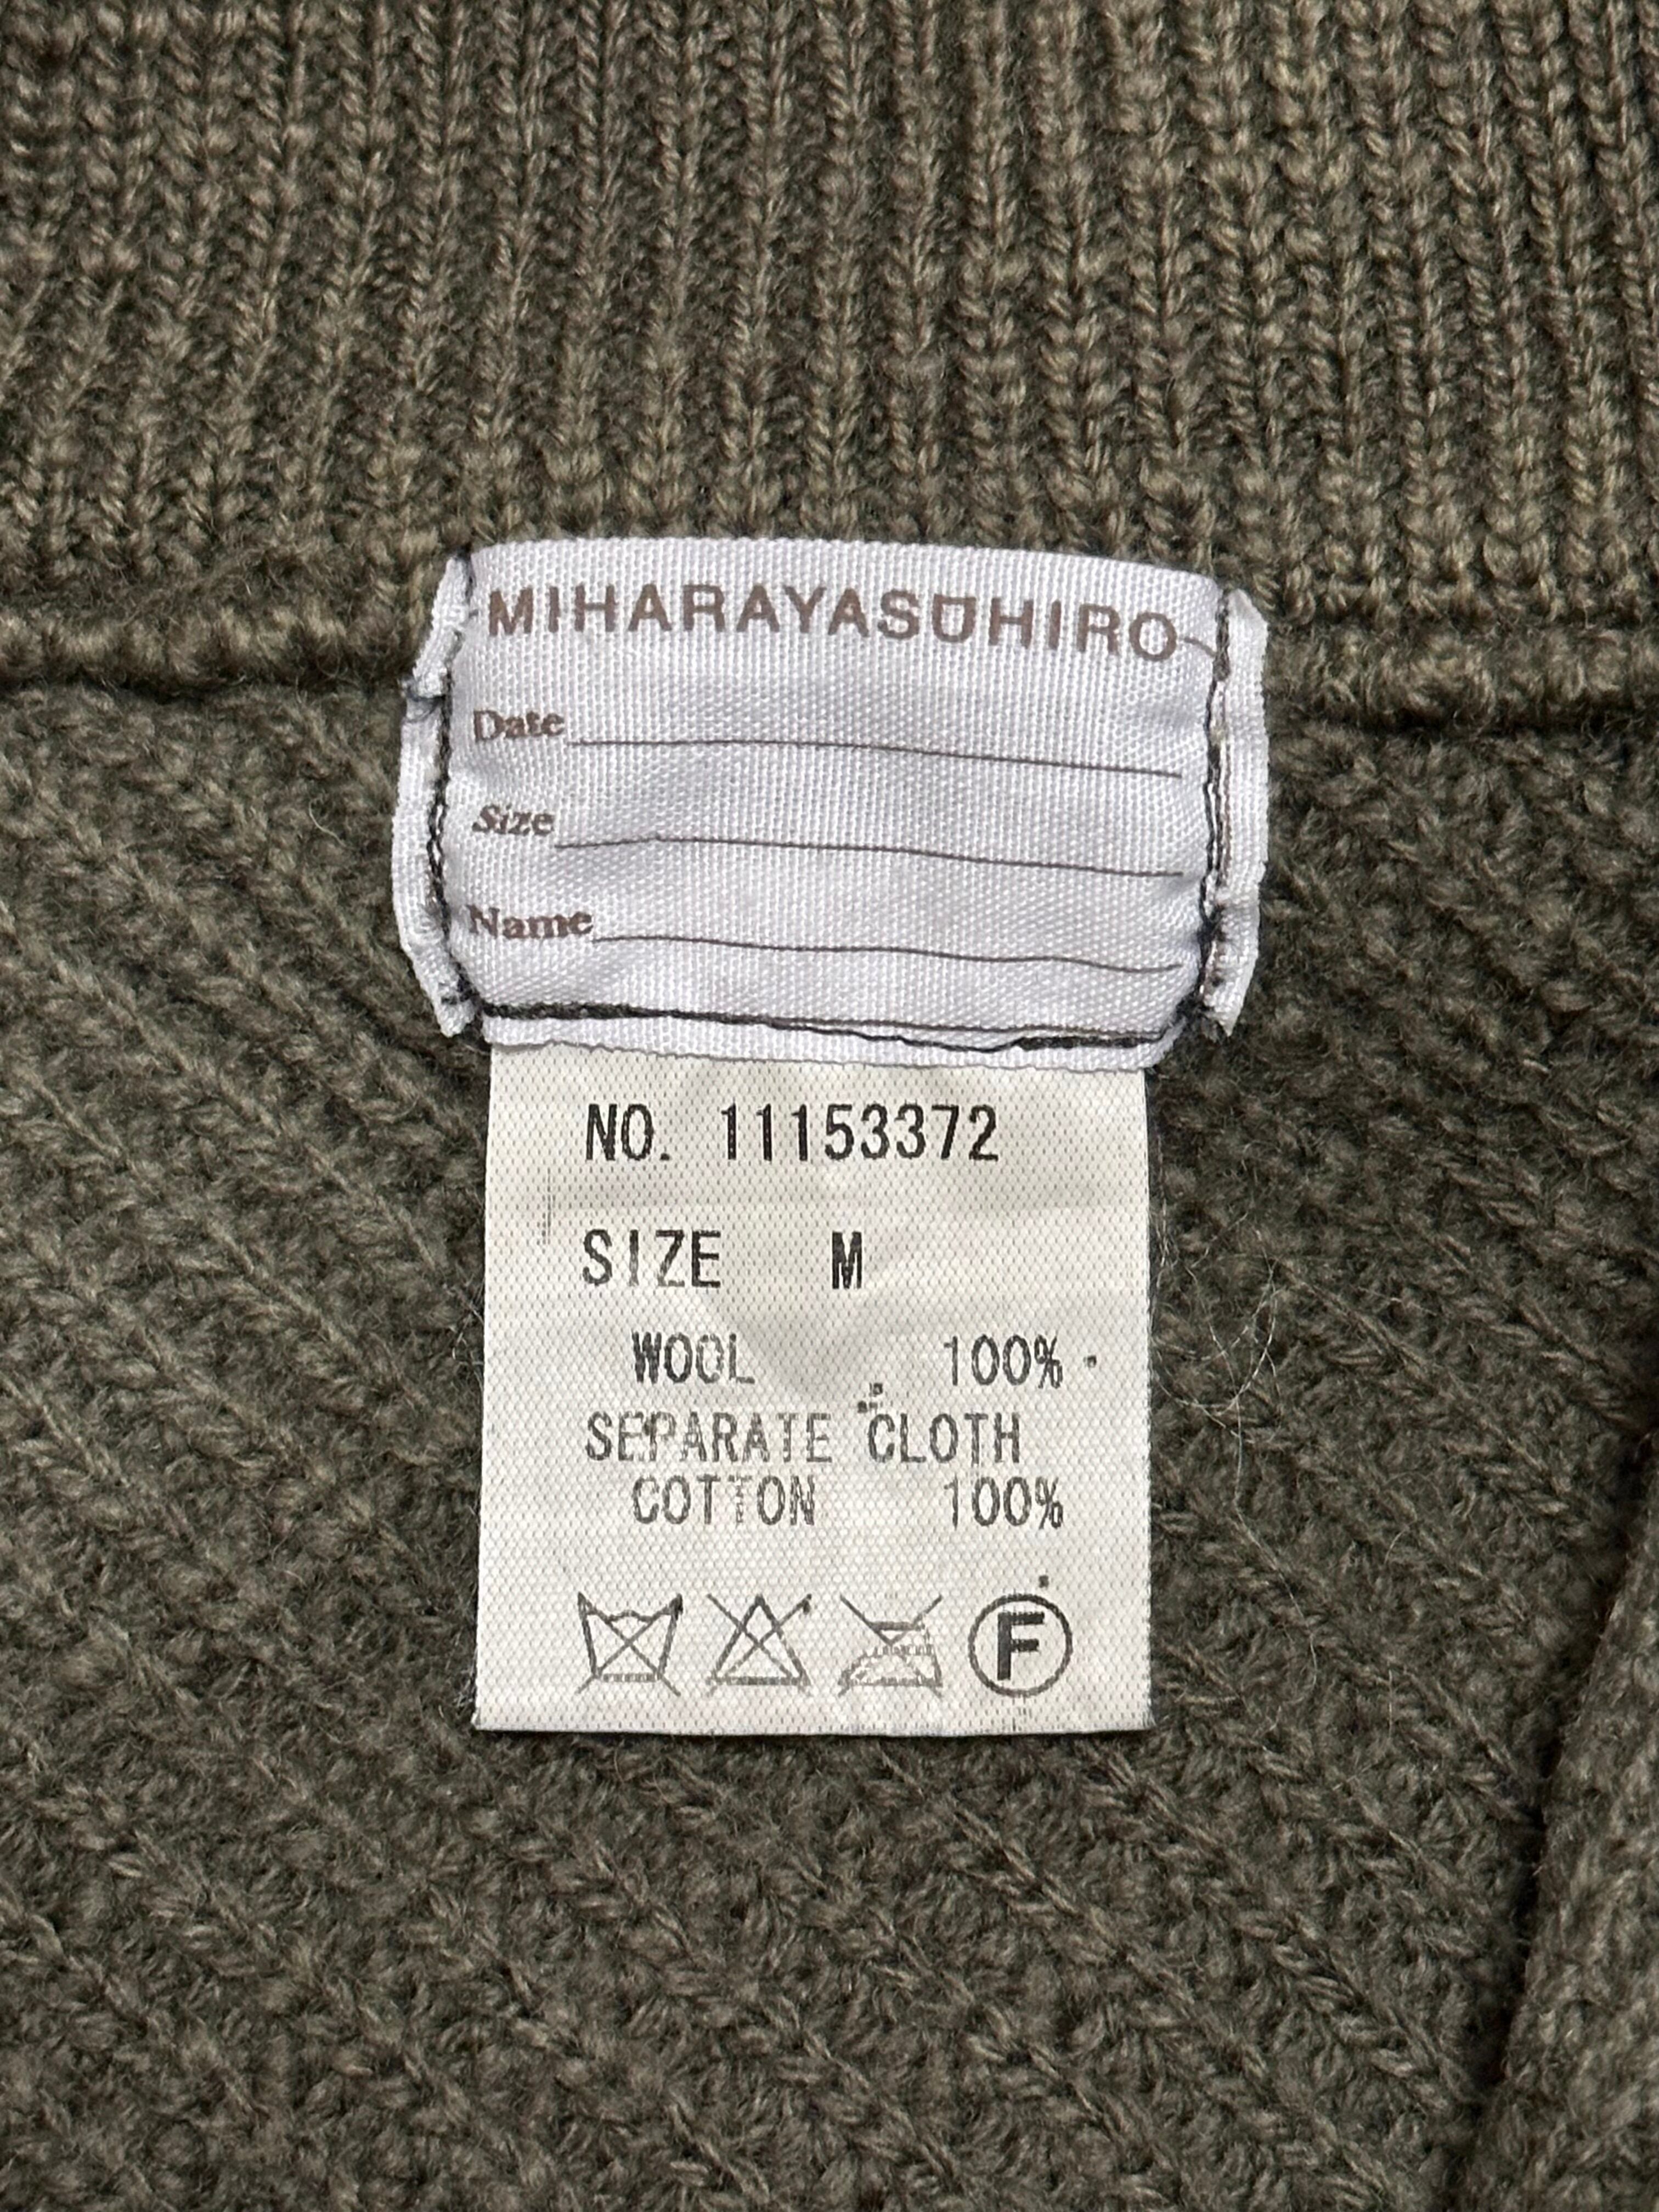 MIHARAYASUHIRO
Date
Size
Name
NO. 11153372
SIZE M
WOOL 100%
SEPARATE CLOTH
COTTON 100%
F